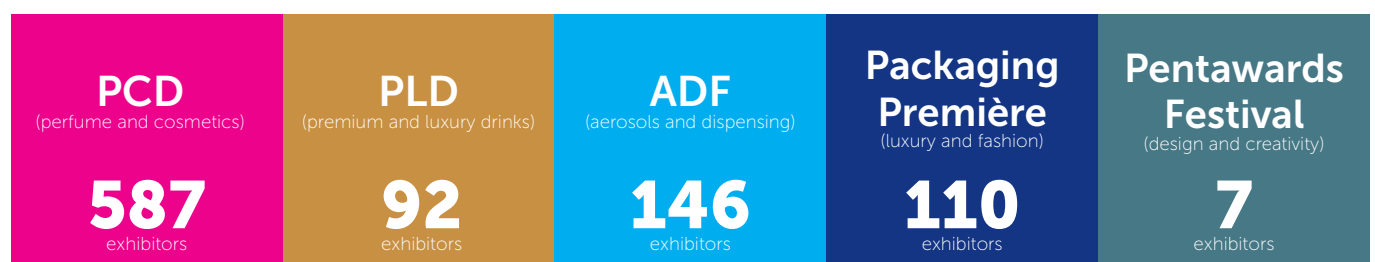 PCD
(perfume and cosmetics)
587
exhibitors
PLD
(premium and luxury drinks)
92
exhibitors
ADF
(aerosols and dispensing)
146
exhibitors
Packaging
Première
(luxury and fashion)
110
exhibitors
Pentawards
Festival
(design and creativity)
7
exhibitors